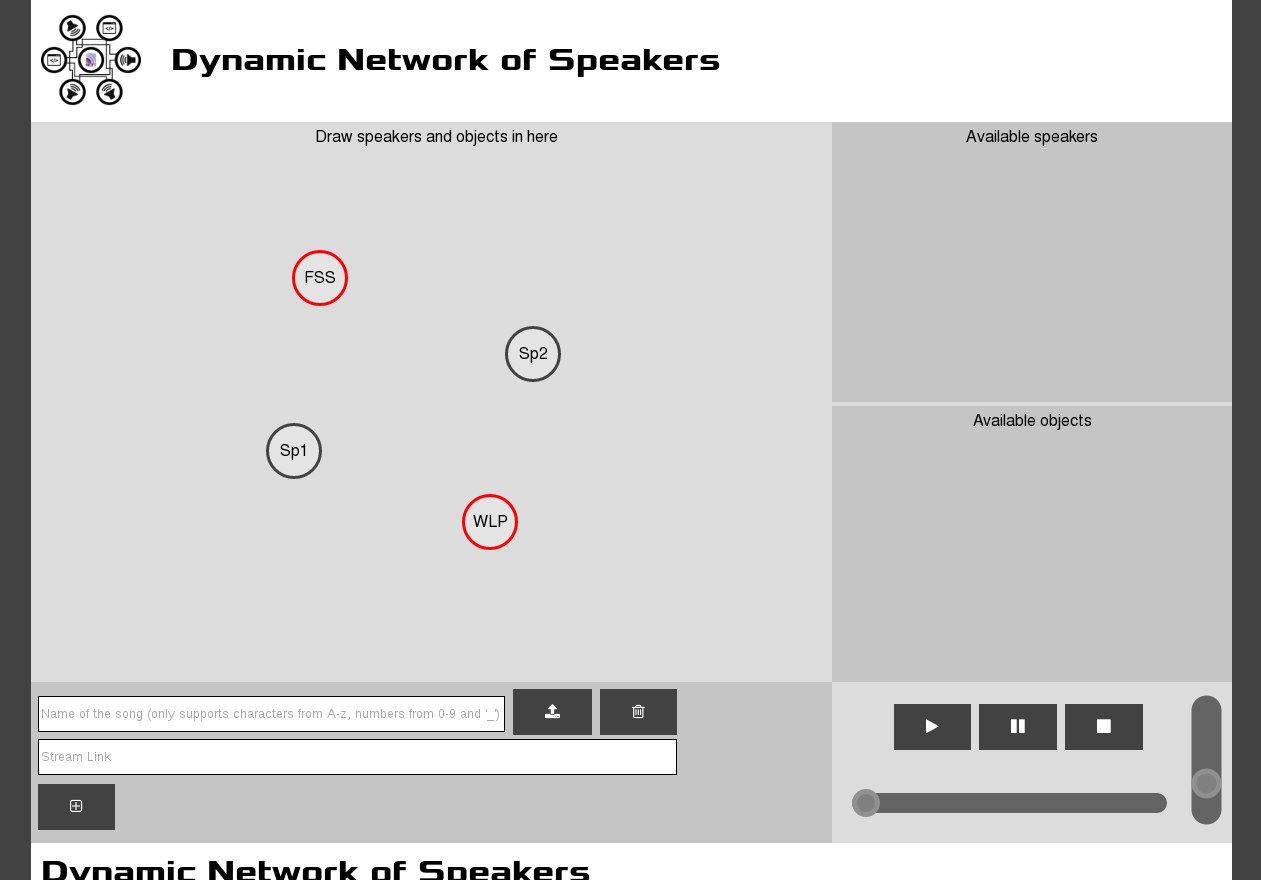 Dynamic Network of Speakers
Draw speakers and objects in here
Available speakers
FSS
Sp2
Available objects
Sp1
WLP
Name of the song (only supports characters from A-z, numbers from 0-9 and '_')
Stream Link
Dynamic Network of Speakers